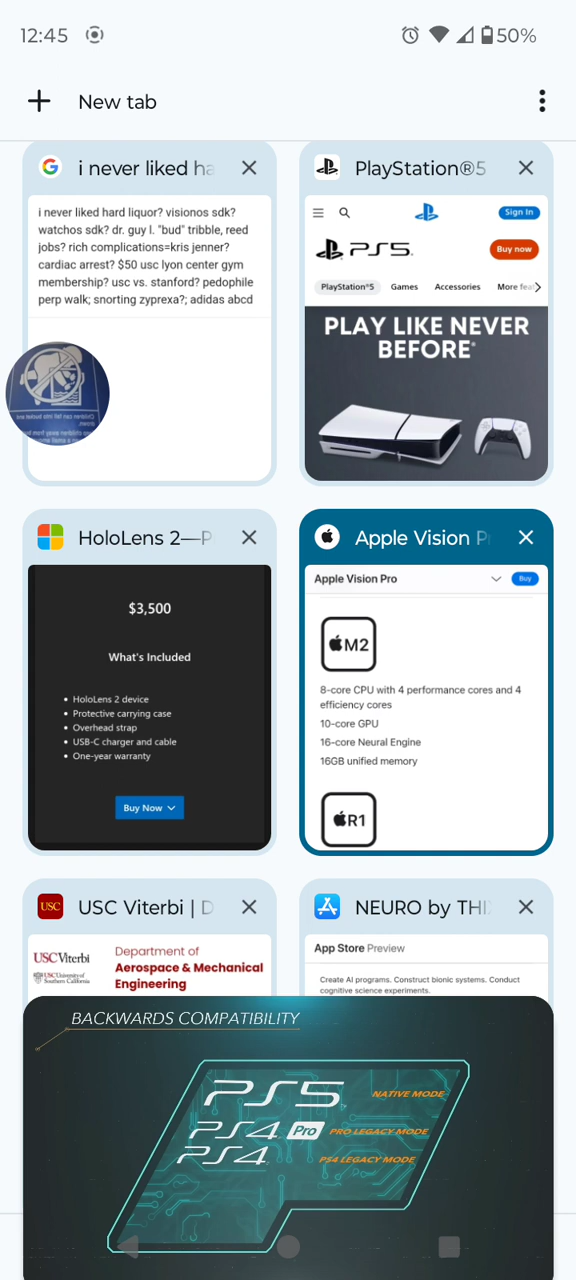 12:45
50%
New tab
i never liked ha
i never liked hard liquor? visionos sdk?
watchos sdk? dr. guy l. "bud" tribble, reed
jobs? rich complications=kris jenner?
cardiac arrest? $50 usc lyon center gym
membership? usc vs. stanford? pedophile
perp walk; snorting zyprexa?; adidas abcd
PlayStation®5
Sign In
PS5
Buy now
PlayStation®5 Games Accessories More feat
PLAY LIKE NEVER
BEFORE
HoloLens 2—P
$3,500
What's Included
• HoloLens 2 device
• Protective carrying case
• Overhead strap
• USB-C charger and cable
• One-year warranty
Buy Now
Apple Vision P
Apple Vision Pro
Buy
M2
8-core CPU with 4 performance cores and 4
efficiency cores
10-core GPU
16-core Neural Engine
16GB unified memory
R1
USC
USC Viterbi | D
USC Viterbi
USC University of
Southern California
Department of
Aerospace & Mechanical
Engineering
NEURO by THI
App Store Preview
Create AI programs. Construct bionic systems. Conduct
cognitive science experiments.
BACKWARDS COMPATIBILITY
PS5 NATIVE MODE
PS4 Pro PRO LEGACY MODE
PS4 PS4 LEGACY MODE